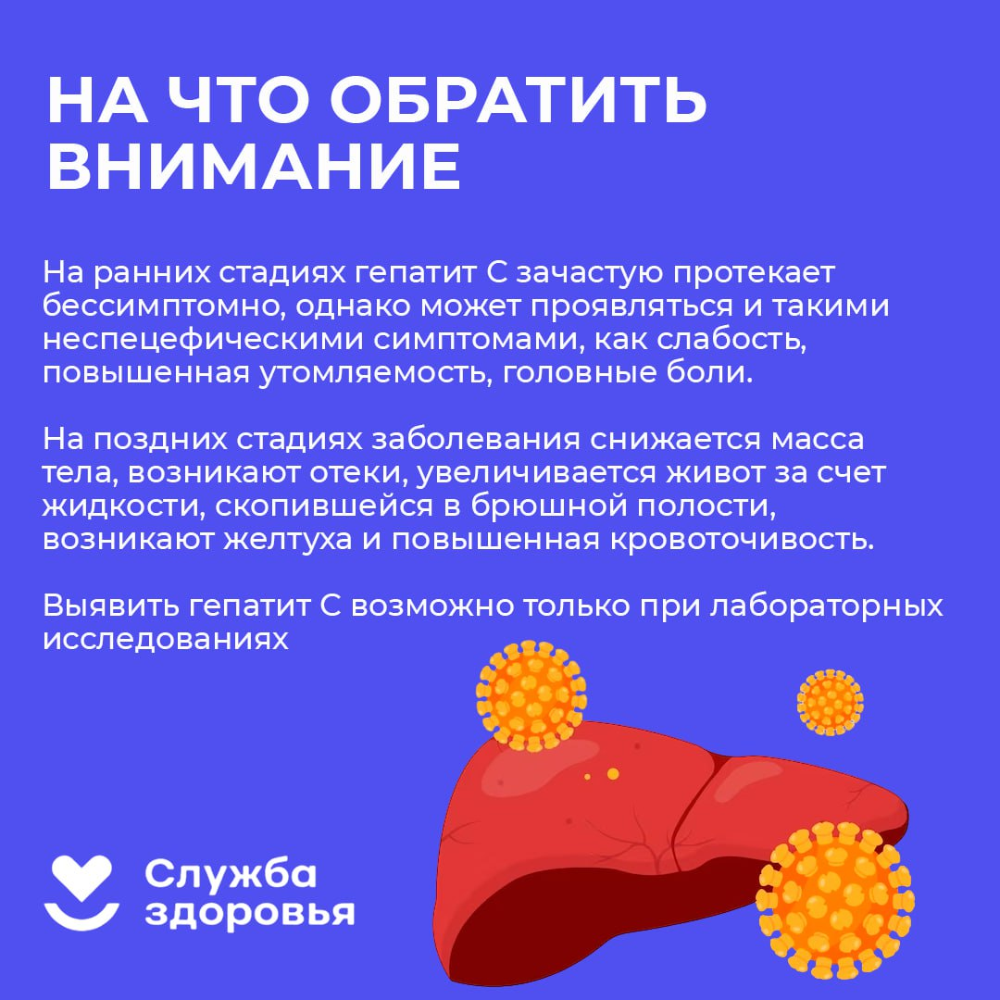 НА ЧТО ОБРАТИТЬ
ВНИМАНИЕ
На ранних стадиях гепатит С зачастую протекает
бессимптомно, однако может проявляться и такими
неспецефическими симптомами, как слабость,
повышенная утомляемость, головные боли.
На поздних стадиях заболевания снижается масса
тела, возникают отеки, увеличивается живот за счет
жидкости, скопившейся в брюшной полости,
возникают желтуха и повышенная кровоточивость.
Выявить гепатит С возможно только при лабораторных
исследованиях
Служба
здоровья